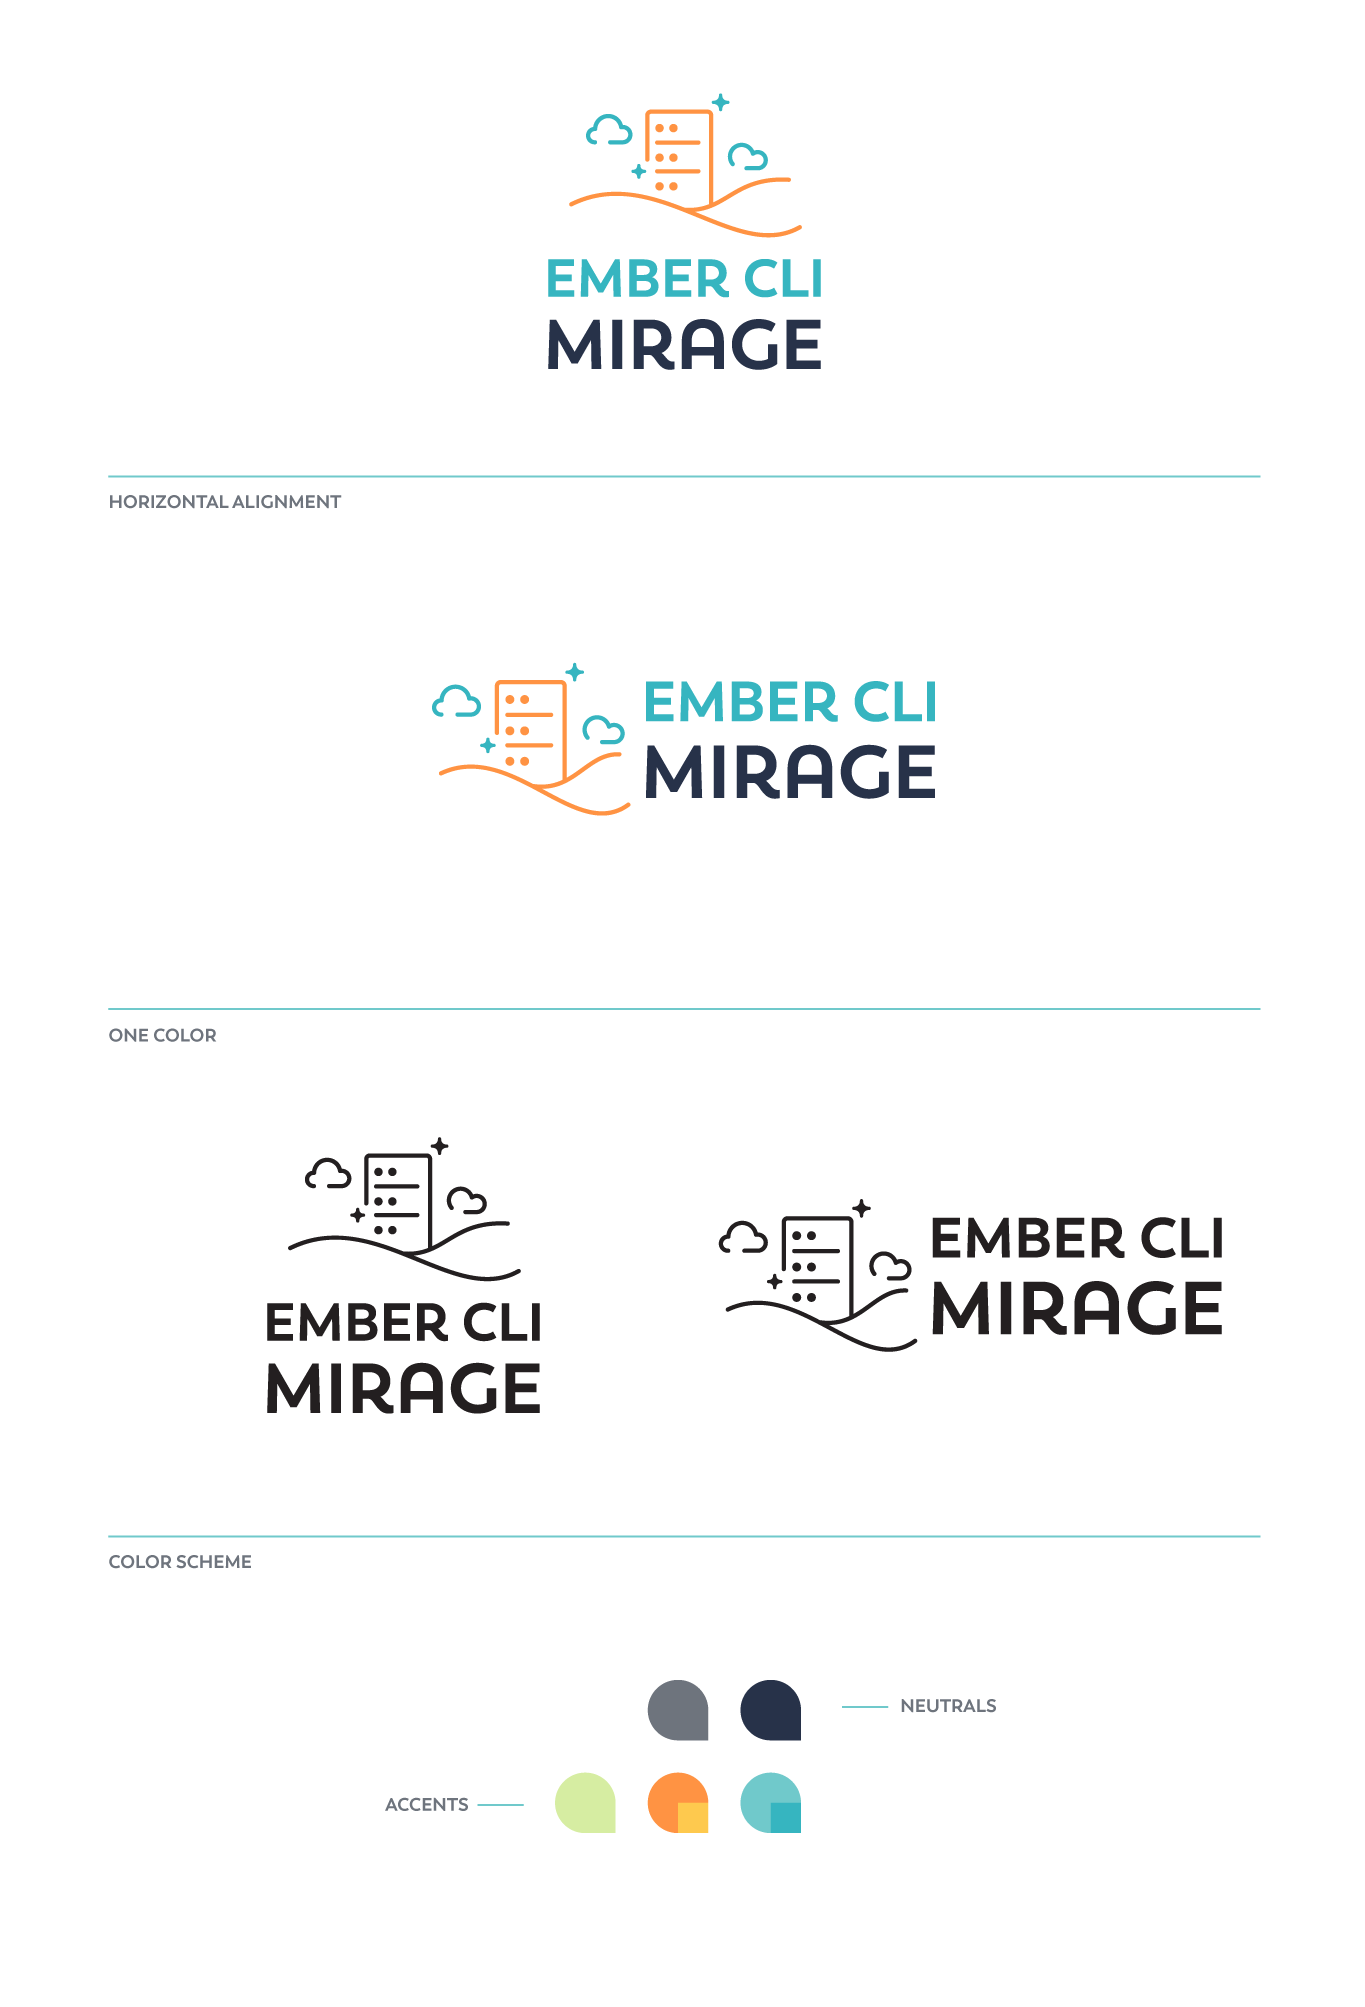 EMBER CLI
MIRAGE
HORIZONTAL ALIGNMENT
EMBER CLI
MIRAGE
ONE COLOR
EMBER CLI
MIRAGE
EMBER CLI
MIRAGE
COLOR SCHEME
NEUTRALS
ACCENTS